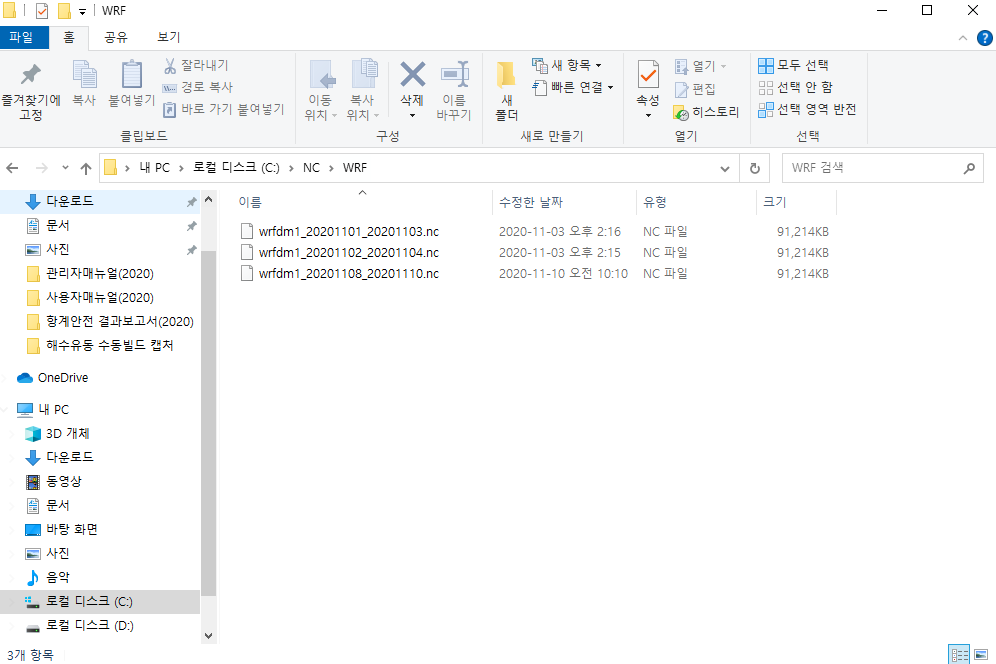 WRF
파일 홈 공유 보기
즐겨찾기에 고정
복사
붙여넣기
잘라내기
경로 복사
바로 가기 붙여넣기
클립보드
이동 위치
복사 위치
삭제
이름 바꾸기
구성
새 폴더
새 항목
빠른 연결
새로 만들기
속성
열기
편집
히스토리
열기
모두 선택
선택 안 함
선택 영역 반전
선택
내 PC > 로컬 디스크 (C:) > NC > WRF
WRF 검색
다운로드
문서
사진
관리자매뉴얼(2020)
사용자매뉴얼(2020)
항계안전 결과보고서(2020)
해수유동 수동빌드 캡처
OneDrive
내 PC
3D 개체
다운로드
동영상
문서
바탕 화면
사진
음악
로컬 디스크 (C:)
로컬 디스크 (D:)
이름 수정한 날짜 유형 크기
wrfdm1_20201101_20201103.nc 2020-11-03 오후 2:16 NC 파일 91,214KB
wrfdm1_20201102_20201104.nc 2020-11-03 오후 2:15 NC 파일 91,214KB
wrfdm1_20201108_20201110.nc 2020-11-10 오전 10:10 NC 파일 91,214KB
3개 항목